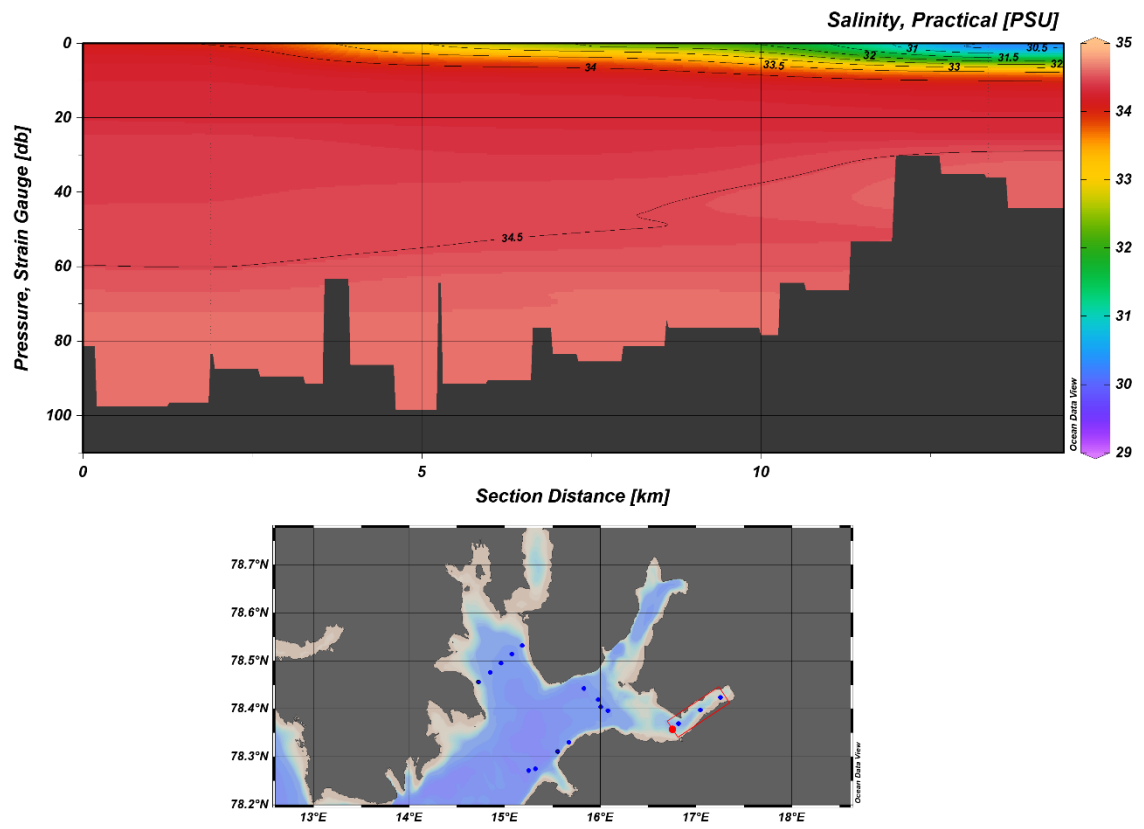 Salinity, Practical [PSU]
0
20
40
60
80
100
Pressure, Strain Gauge [db]
31
30.5
32
31.5
33.5
33
32
34
34.5
35
34
33
32
31
30
29
Ocean Data View
0
5
10
Section Distance [km]
78.7°N
78.6°N
78.5°N
78.4°N
78.3°N
78.2°N
13°E
14°E
15°E
16°E
17°E
18°E
Ocean Data View